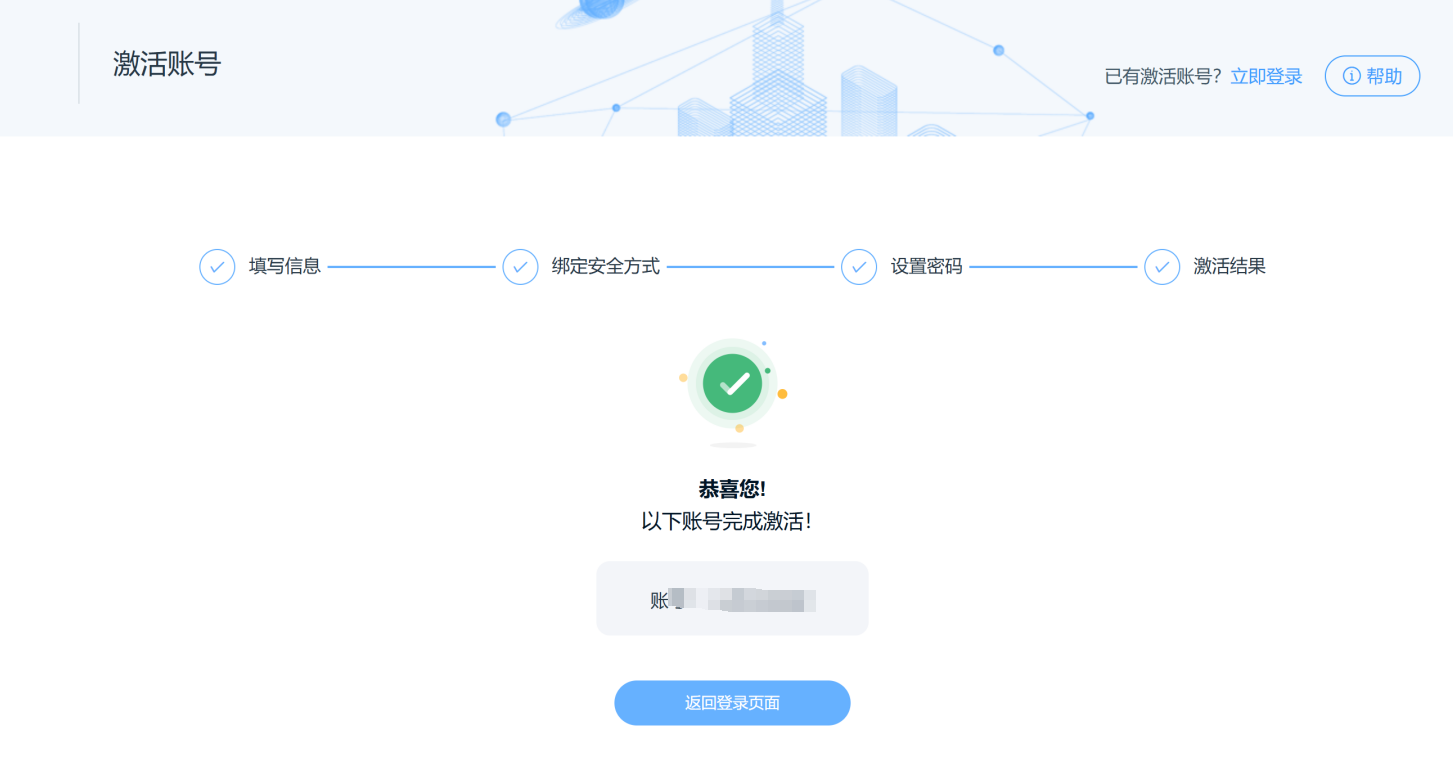 激活账号
已有激活账号？立即登录
帮助
填写信息
绑定安全方式
设置密码
激活结果
恭喜您!
以下账号完成激活!
账
返回登录页面